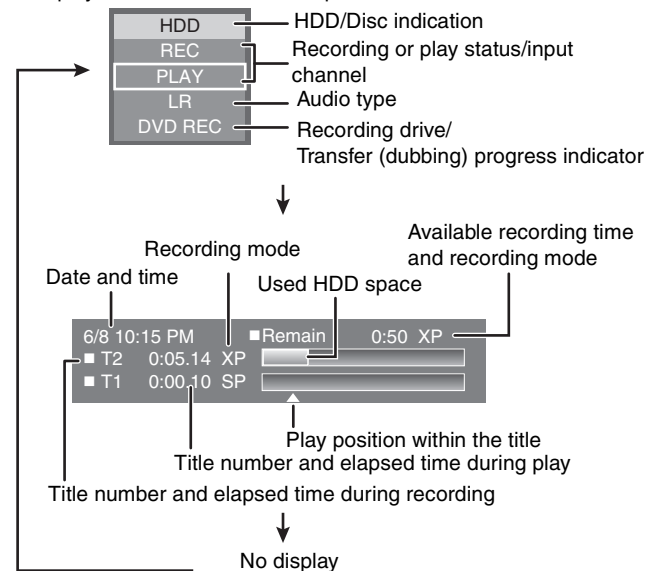 HDD
HDD/Disc indication
REC
Recording or play status/input
channel
PLAY
LR
Audio type
DVD REC
Recording drive/
Transfer (dubbing) progress indicator
Available recording time
and recording mode
Recording mode
Date and time
Used HDD space
6/8 10:15 PM ■Remain 0:50 XP
■ T2 0:05.14 XP
■ T1 0:00.10 SP
Play position within the title
Title number and elapsed time during play
Title number and elapsed time during recording
No display